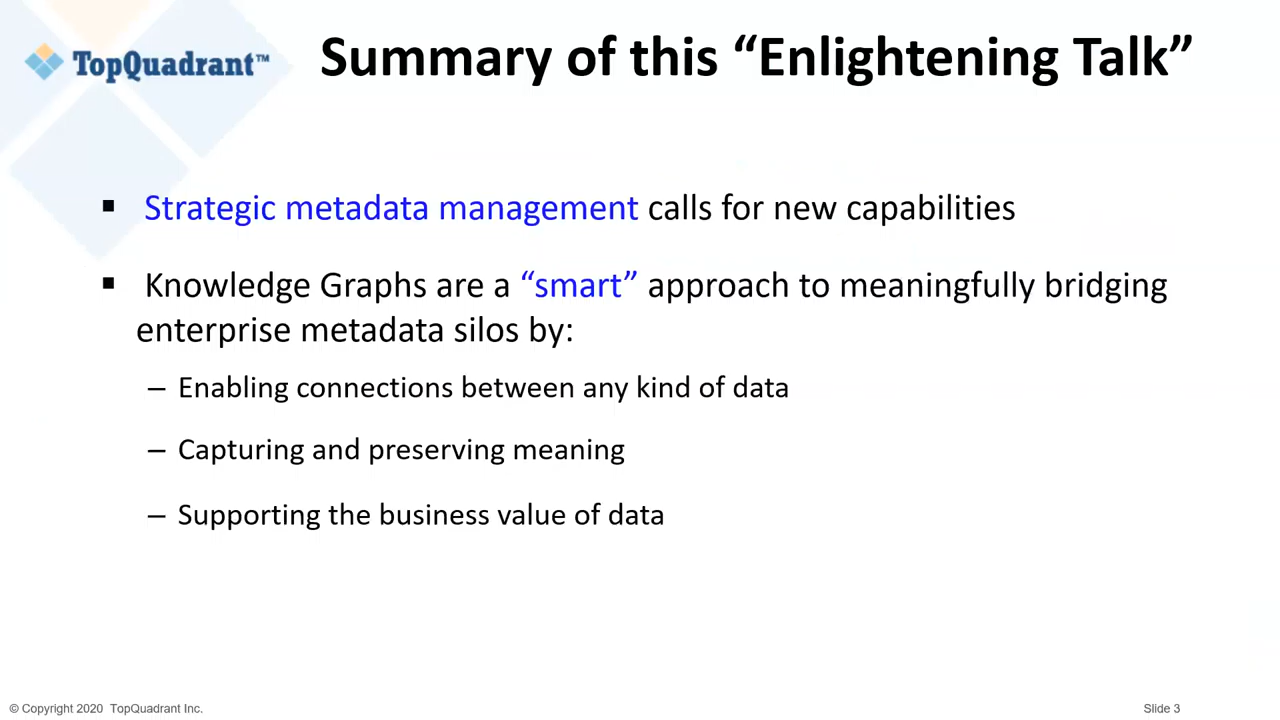 TopQuadrant™
Summary of this “Enlightening Talk”
▪ Strategic metadata management calls for new capabilities
▪ Knowledge Graphs are a “smart” approach to meaningfully bridging
enterprise metadata silos by:
– Enabling connections between any kind of data
– Capturing and preserving meaning
– Supporting the business value of data
© Copyright 2020 TopQuadrant Inc.
Slide 3